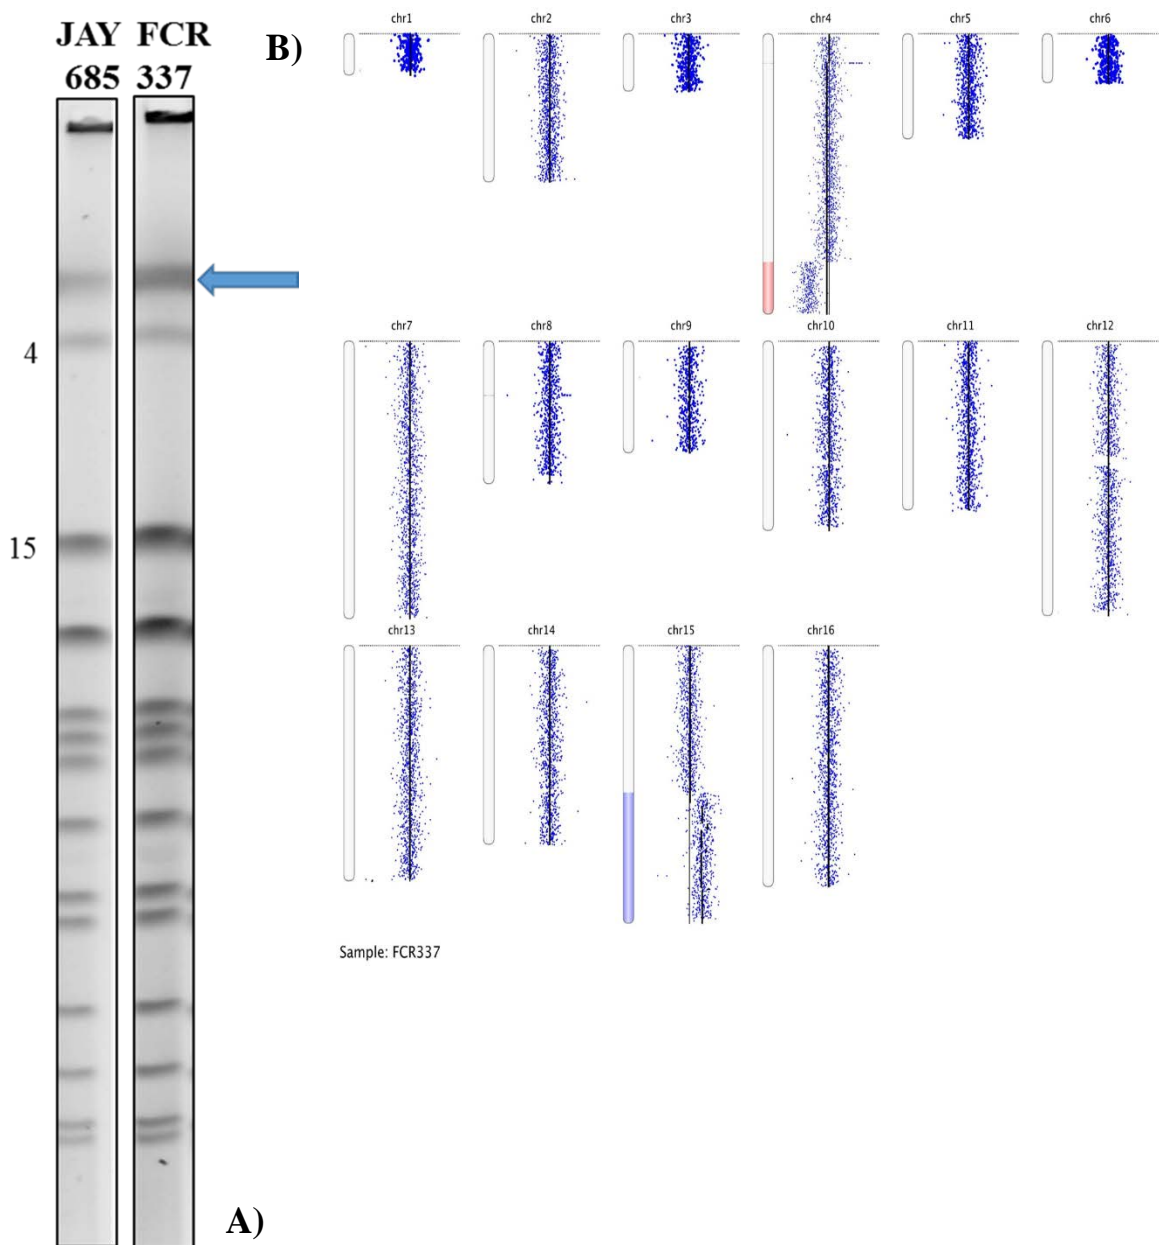 JAY FCR
685 337
4
15
A)
B)
chr1 chr2 chr3 chr4 chr5 chr6
chr7 chr8 chr9 chr10 chr11 chr12
chr13 chr14 chr15 chr16
Sample: FCR337